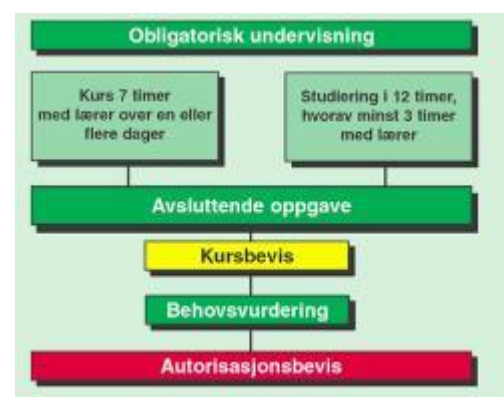 Obligatorisk undervisning
Kurs 7 timer
med lærer over en eller
flere dager
Studiering i 12 timer,
hvorav minst 3 timer
med lærer
Avsluttende oppgave
Kursbevis
Behovsvurdering
Autorisasjonsbevis